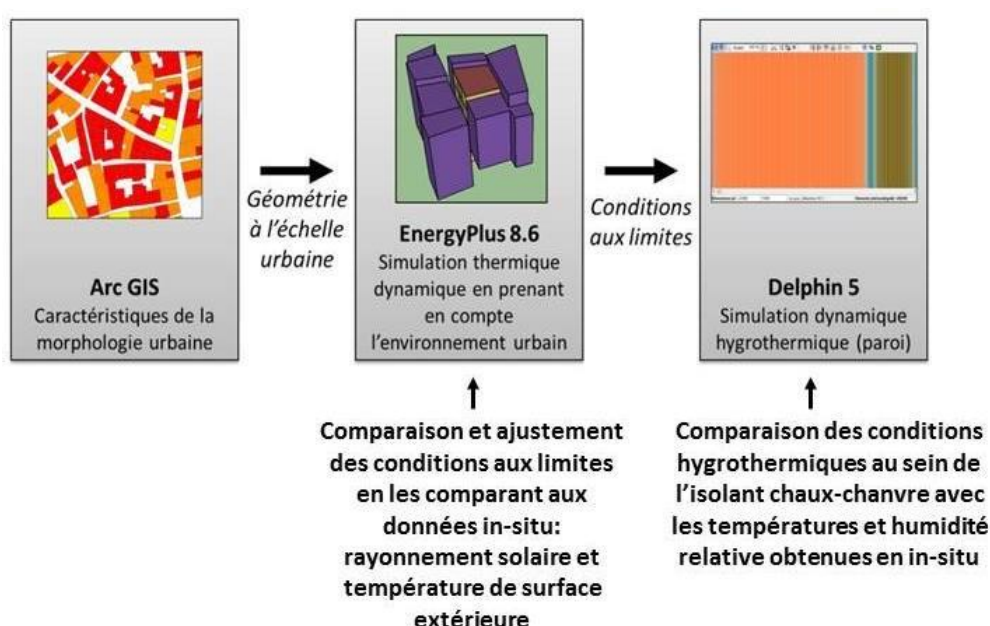 Arc GIS
Caractéristiques de la
morphologie urbaine
Géométrie
à l'échelle
urbaine
EnergyPlus 8.6
Simulation thermique
dynamique en prenant
en compte
l'environnement urbain
Conditions
aux limites
Delphin 5
Simulation dynamique
hygrothermique (paroi)
Comparaison et ajustement
des conditions aux limites
en les comparant aux
données in-situ:
rayonnement solaire et
température de surface
extérieure
Comparaison des conditions
hygrothermiques au sein de
l'isolant chaux-chanvre avec
les températures et humidité
relative obtenues en in-situ